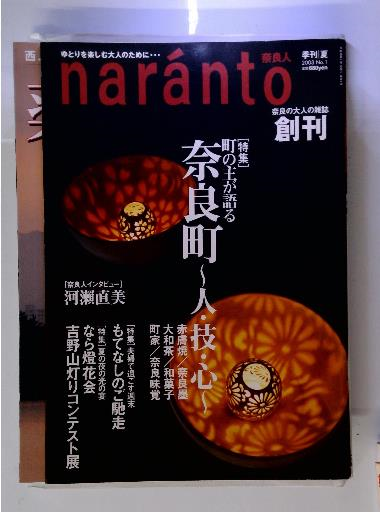 ゆとりを楽しむ大人のために・・・
naránto
奈良人
季刊 夏
2003 No.1
680yen
奈良の大人の雑誌
創刊
[特集]
町の主が語る
奈良町
〜人・技・心〜
赤膚焼／奈良墨
大和茶／和菓子
町家／奈良味覚
「奈良人インタビュー」
河瀬直美
[特集]夫婦で過ごす週末
もてなしのご馳走
[特集]夏の夜の光の宴
なら燈花会
吉野山灯りコンテスト展
西